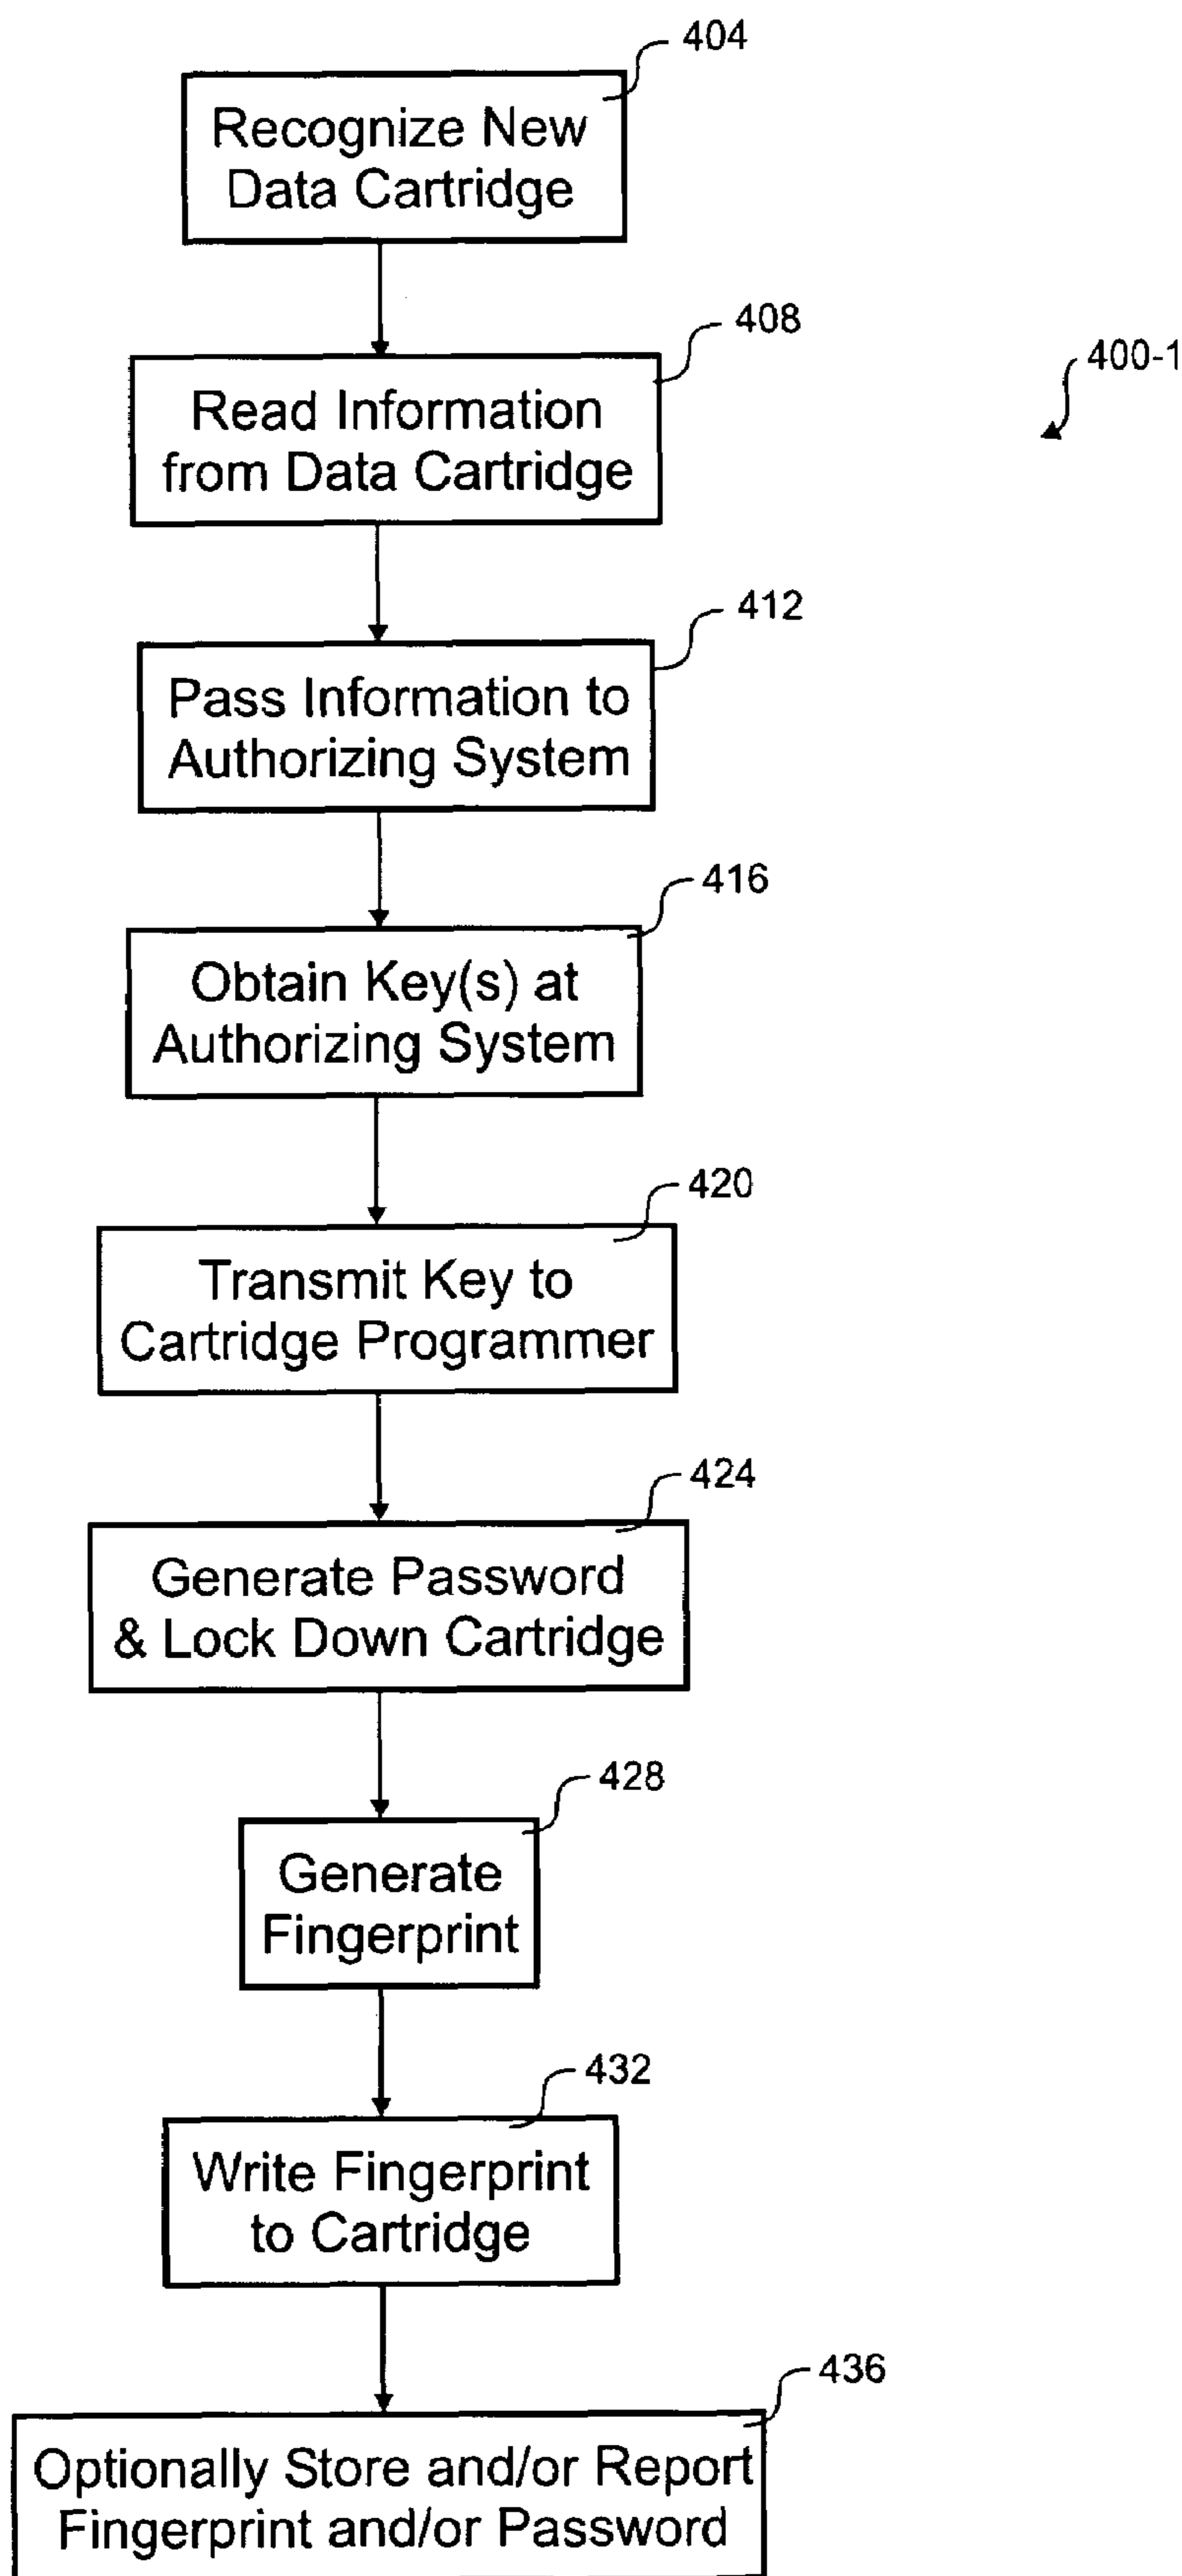 404
Recognize New
Data Cartridge
408
400-1
Read Information
from Data Cartridge
412
Pass Information to
Authorizing System
416
Obtain Key(s) at
Authorizing System
420
Transmit Key to
Cartridge Programmer
424
Generate Password
& Lock Down Cartridge
428
Generate
Fingerprint
432
Write Fingerprint
to Cartridge
436
Optionally Store and/or Report
Fingerprint and/or Password